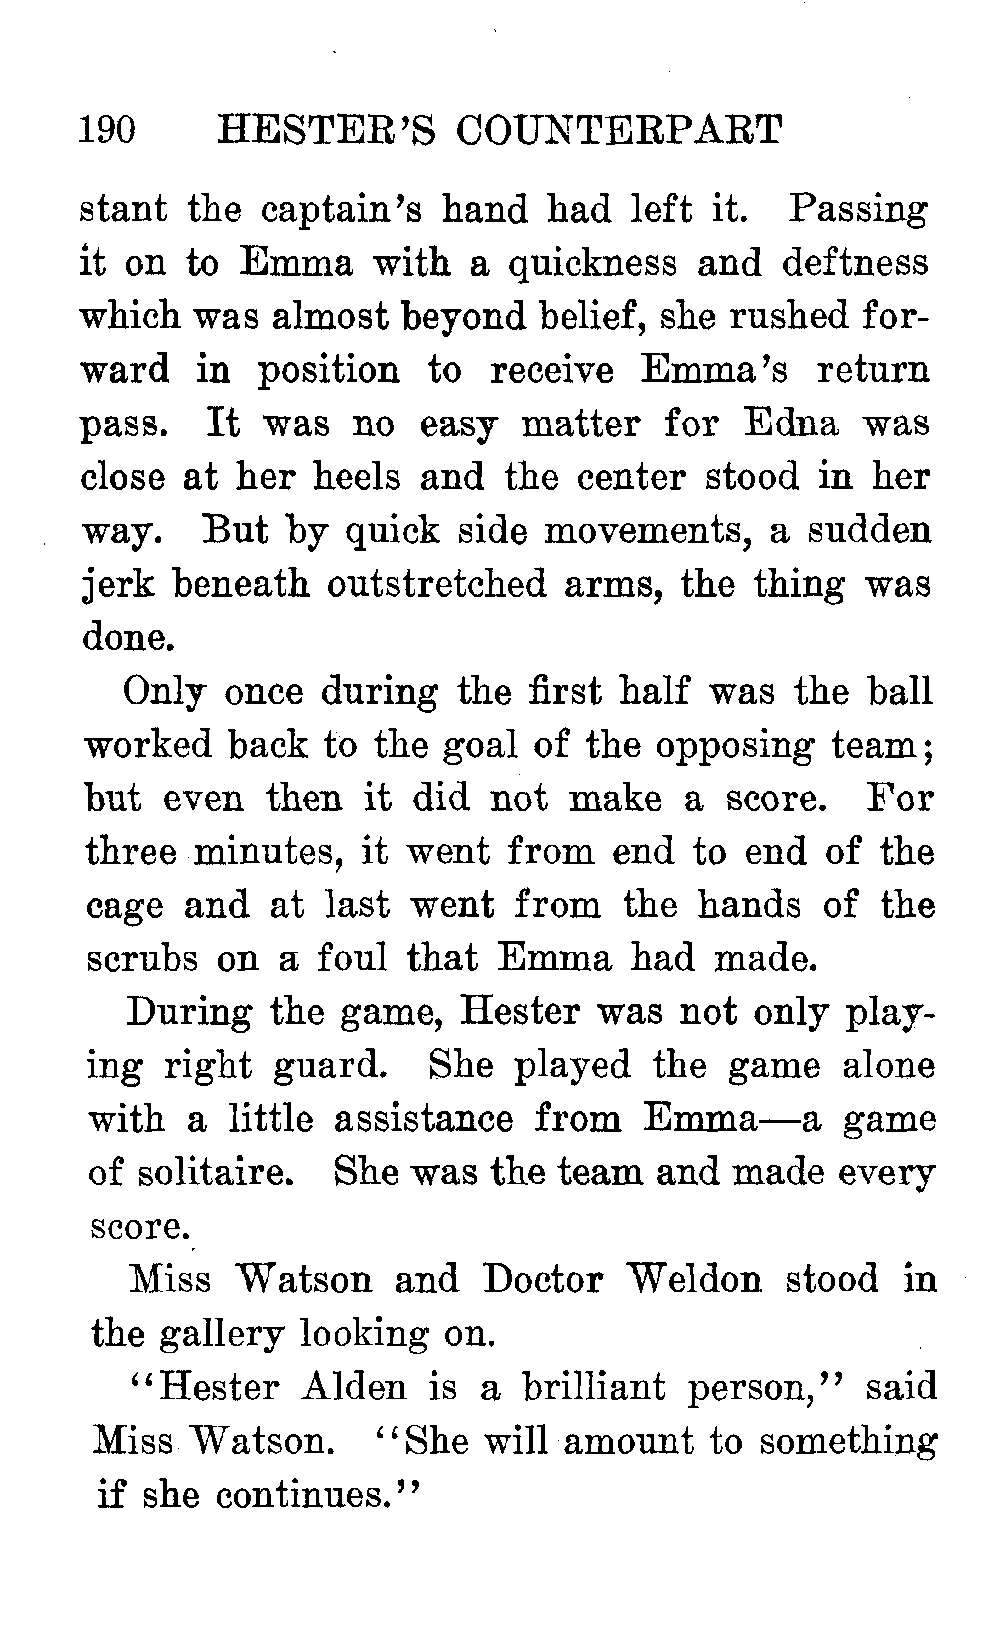 190 HESTER'S COUNTERPART
stant the captain's hand had left it. Passing
it on to Emma with a quickness and deftness
which was almost beyond belief, she rushed for-
ward in position to receive Emma's return
pass. It was no easy matter for Edna was
close at her heels and the center stood in her
way. But by quick side movements, a sudden
jerk beneath outstretched arms, the thing was
done.
Only once during the first half was the ball
worked back to the goal of the opposing team;
but even then it did not make a score. For
three minutes, it went from end to end of the
cage and at last went from the hands of the
scrubs on a foul that Emma had made.
During the game, Hester was not only play-
ing right guard. She played the game alone
with a little assistance from Emma—a game
of solitaire. She was the team and made every
score.
Miss Watson and Doctor Weldon stood in
the gallery looking on.
"Hester Alden is a brilliant person," said
Miss Watson. "She will amount to something
if she continues."